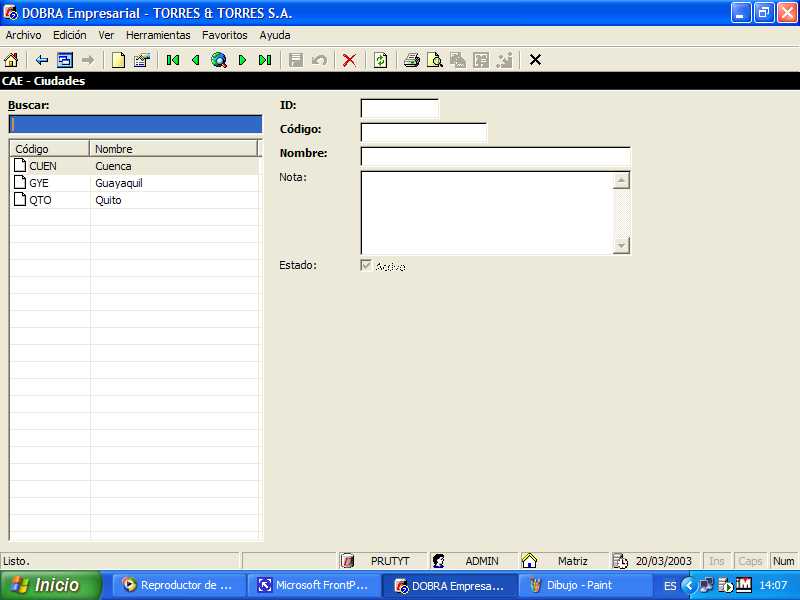 DOBRA Empresarial - TORRES & TORRES S.A.
Archivo Edición Ver Herramientas Favoritos Ayuda
CAE - Ciudades
Buscar:
Código Nombre
CUEN Cuenca
GYE Guayaquil
QTO Quito
ID:
Código:
Nombre:
Nota:
Estado: Activo
Listo. PRUTYT ADMIN Matriz 20/03/2003 Ins Caps Num
Inicio Reproductor de ... Microsoft FrontP... DOBRA Empresa... Dibujo - Paint ES 14:07